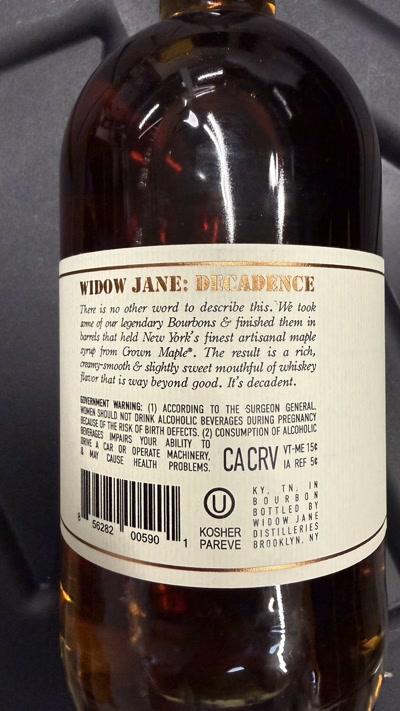 WIDOW JANE: DECADENCE
There is no other word to describe this. We took
some of our legendary Bourbons & finished them in
barrels that held New York's finest artisanal maple
syrup from Crown Maple®. The result is a rich,
creamy-smooth & slightly sweet mouthful of whiskey
flavor that is way beyond good. It's decadent.
GOVERNMENT WARNING: (1) ACCORDING TO THE SURGEON GENERAL,
WOMEN SHOULD NOT DRINK ALCOHOLIC BEVERAGES DURING PREGNANCY
BECAUSE OF THE RISK OF BIRTH DEFECTS. (2) CONSUMPTION OF ALCOHOLIC
BEVERAGES IMPAIRS YOUR ABILITY TO
DRIVE A CAR OR OPERATE MACHINERY,
& MAY CAUSE HEALTH PROBLEMS.
CA CRV VT-ME 15¢
IA REF 5¢
8 56282 00590 1
U
KOSHER
PAREVE
KY, TN, IN
BOURBON
BOTTLED BY
WIDOW JANE
DISTILLERIES
BROOKLYN, NY